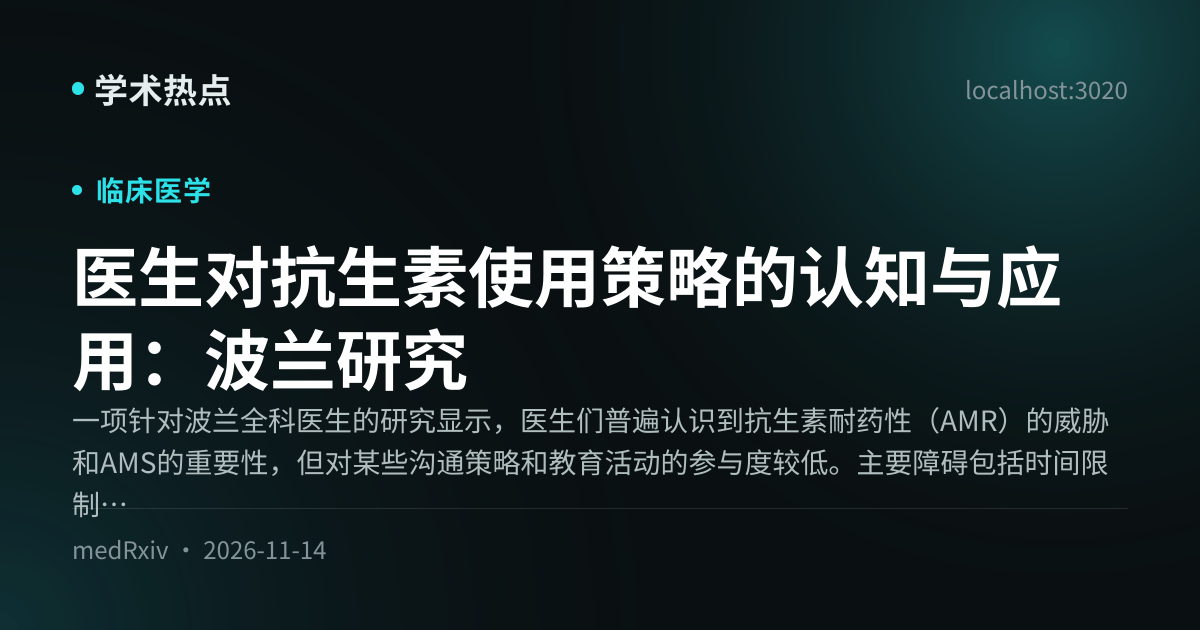 学术热点
localhost:3020
临床医学
医生对抗生素使用策略的认知与应
用：波兰研究
一项针对波兰全科医生的研究显示，医生们普遍认识到抗生素耐药性（AMR）的威胁
和AMS的重要性，但对某些沟通策略和教育活动的参与度较低。主要障碍包括时间限
制…
medRxiv · 2026-11-14